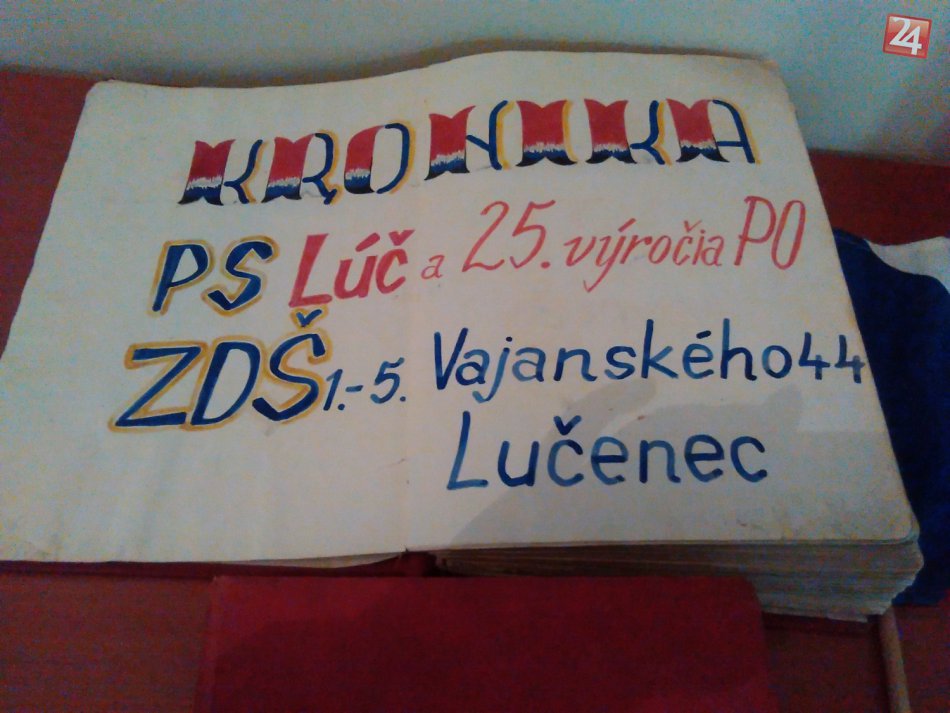 24
KRONIKA
PS Lúč a 25. výročia PO
ZDŠ 1.-5. Vajanského 44
Lučenec